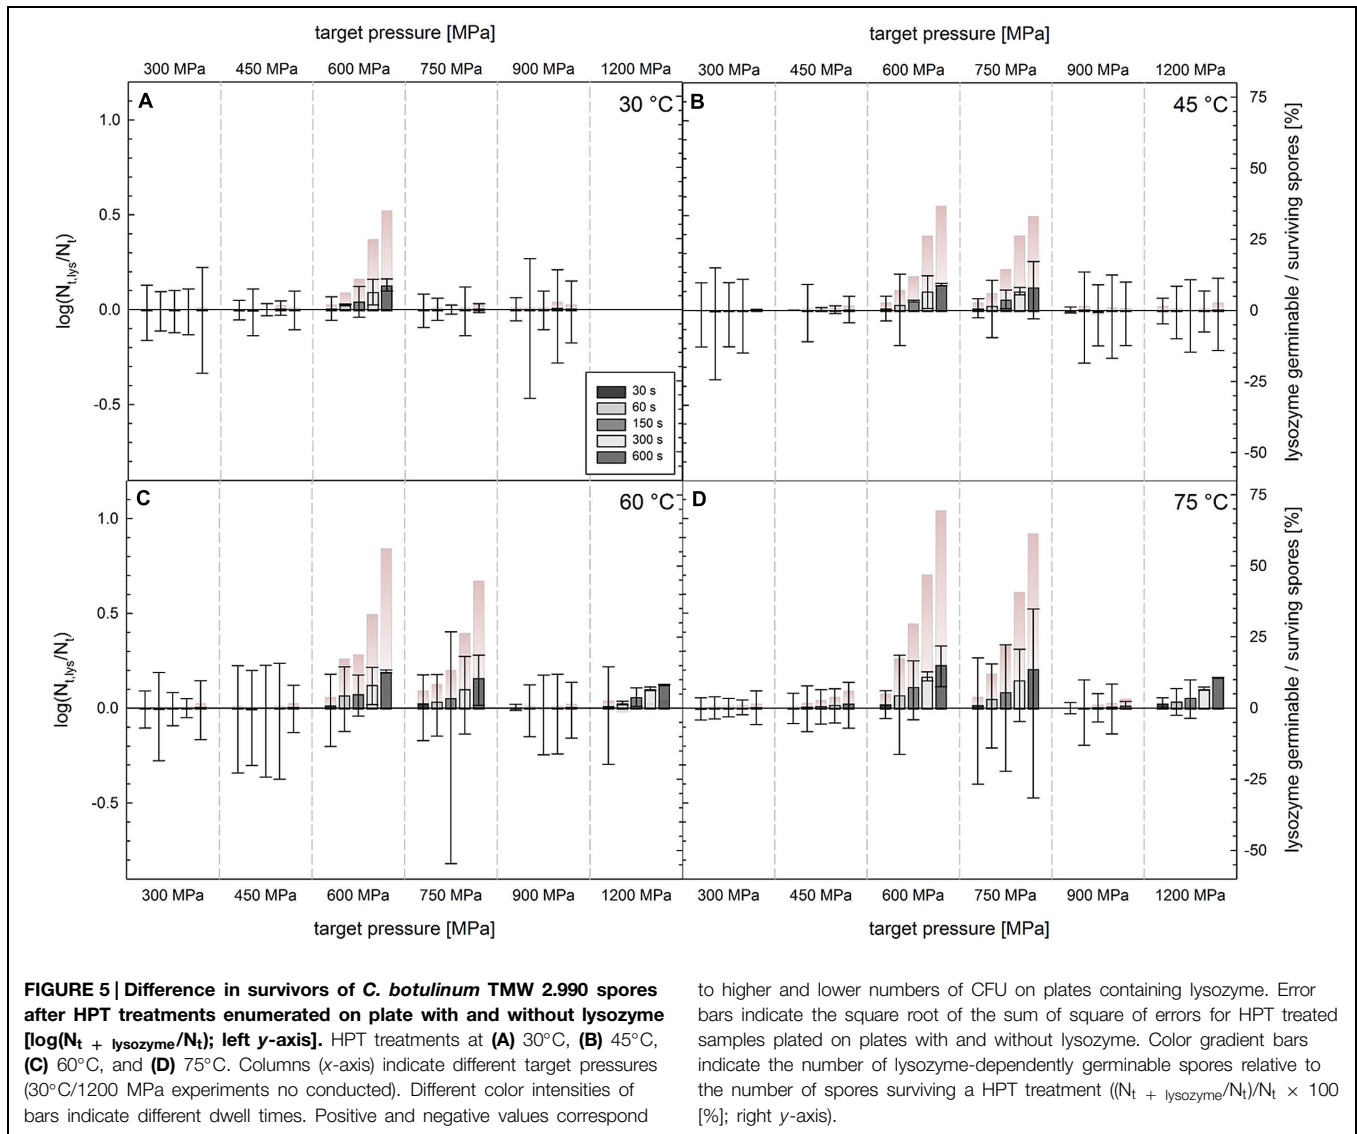 target pressure [MPa]
target pressure [MPa]
300 MPa 450 MPa 600 MPa 750 MPa 900 MPa 1200 MPa
300 MPa 450 MPa 600 MPa 750 MPa 900 MPa 1200 MPa
A
30 °C
B
45 °C
1.0
0.5
0.0
-0.5
log(Nt,lys/Nt)
75
50
25
0
-25
-50
lysozyme germinable / surviving spores [%]
30 s
60 s
150 s
300 s
600 s
C
60 °C
D
75 °C
1.0
0.5
0.0
-0.5
log(Nt,lys/Nt)
75
50
25
0
-25
-50
lysozyme germinable / surving spores [%]
300 MPa 450 MPa 600 MPa 750 MPa 900 MPa 1200 MPa
300 MPa 450 MPa 600 MPa 750 MPa 900 MPa 1200 MPa
target pressure [MPa]
target pressure [MPa]
FIGURE 5 | Difference in survivors of C. botulinum TMW 2.990 spores
after HPT treatments enumerated on plate with and without lysozyme
[log(Nt + lysozyme/Nt); left y-axis]. HPT treatments at (A) 30°C, (B) 45°C,
(C) 60°C, and (D) 75°C. Columns (x-axis) indicate different target pressures
(30°C/1200 MPa experiments no conducted). Different color intensities of
bars indicate different dwell times. Positive and negative values correspond
to higher and lower numbers of CFU on plates containing lysozyme. Error
bars indicate the square root of the sum of square of errors for HPT treated
samples plated on plates with and without lysozyme. Color gradient bars
indicate the number of lysozyme-dependently germinable spores relative to
the number of spores surviving a HPT treatment ((Nt + lysozyme/Nt)/Nt × 100
[%]; right y-axis).